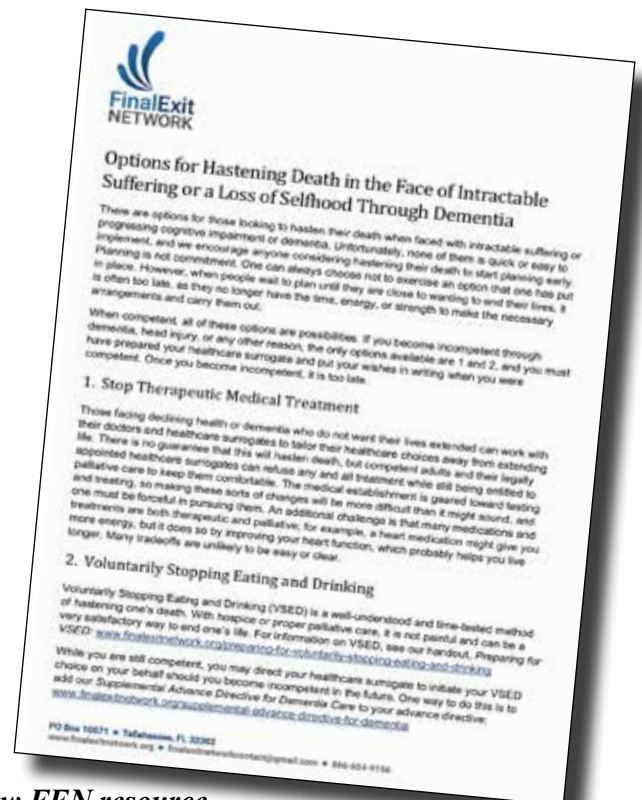 FinalExit
NETWORK
Options for Hastening Death in the Face of Intractable
Suffering or a Loss of Selfhood Through Dementia
There are options for those looking to hasten their death when faced with intractable suffering or
progressing cognitive impairment or dementia. Unfortunately, none of them is quick or easy to
implement, and we encourage anyone considering hastening their death to start planning early.
Planning is not commitment. One can always choose not to exercise an option that one has put
in place. However, when people wait to plan until they are close to wanting to end their lives, it
is often too late, as they no longer have the time, energy, or strength to make the necessary
arrangements and carry them out.
When competent, all of these options are possibilities. If you become incompetent through
dementia, head injury, or any other reason, the only options available are 1 and 2, and you must
have prepared your healthcare surrogate and put your wishes in writing when you were
competent. Once you become incompetent, it is too late.
1. Stop Therapeutic Medical Treatment
Those facing declining health or dementia who do not want their lives extended can work with
their doctors and healthcare surrogates to tailor their healthcare choices away from extending
life. There is no guarantee that this will hasten death, but competent adults and their legally
appointed healthcare surrogates can refuse any and all treatment while still being entitled to
palliative care to keep them comfortable. The medical establishment is geared toward testing
and treating, so making these sorts of changes will be more difficult than it might sound, and
one must be forceful in pursuing them. An additional challenge is that many medications and
treatments are both therapeutic and palliative; for example, a heart medication might give you
more energy, but it does so by improving your heart function, which probably helps you live
longer. Many tradeoffs are unlikely to be easy or clear.
2. Voluntarily Stopping Eating and Drinking
Voluntarily Stopping Eating and Drinking (VSED) is a well-understood and time-tested method
of hastening one's death. With hospice or proper palliative care, it is not painful and can be a
very satisfactory way to end one's life. For information on VSED, see our handout, Preparing for
VSED: www.finalexitnetwork.org/preparing-for-voluntarily-stopping-eating-and-drinking
While you are still competent, you may direct your healthcare surrogate to initiate your VSED
choice on your behalf should you become incompetent in the future. One way to do this is to
add our Supplemental Advance Directive for Dementia Care to your advance directive:
www.finalexitnetwork.org/supplemental-advance-directive-for-dementia
PO Box 10071 • Tallahassee, FL 32302
www.finalexitnetwork.org • finalexitnetworkcontact@gmail.com • 866-654-9156
FEN resource